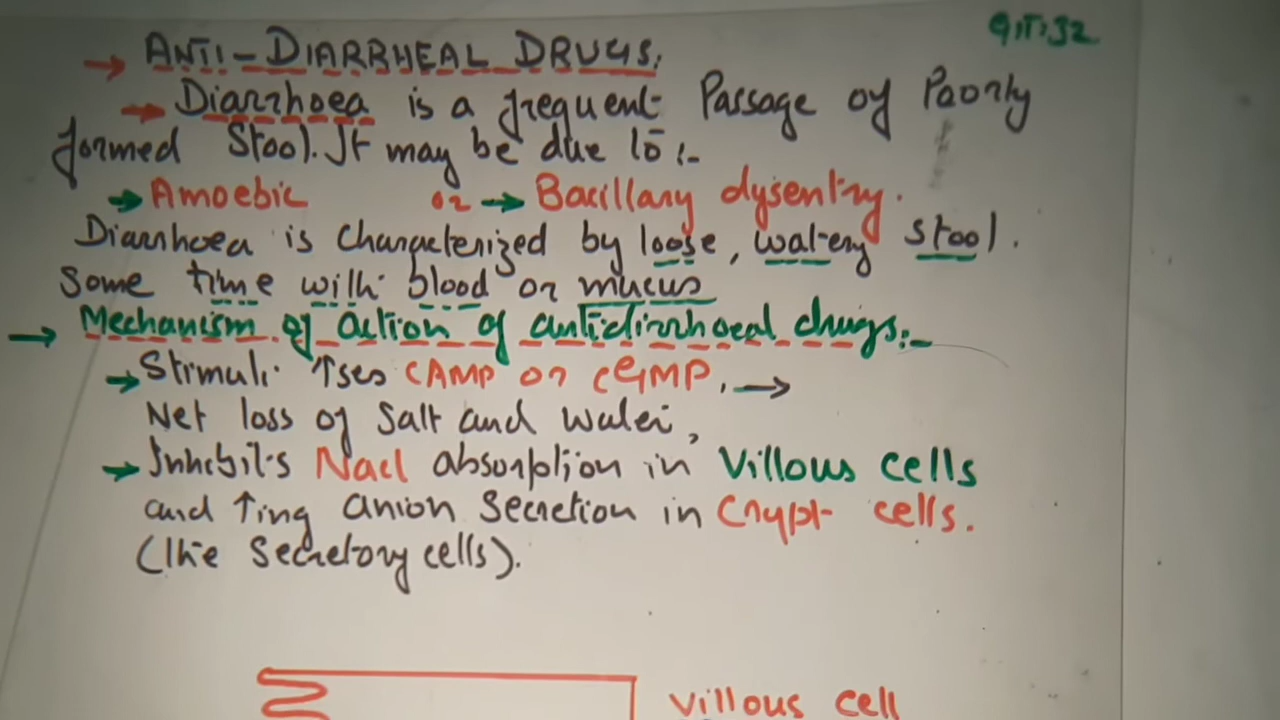 G.I.T:32
→ ANTI-DIARRHEAL DRUGS.
→ Diarrhoea is a frequent Passage of Poorly
formed Stool. It may be due to :-
→ Amoebic or → Bacillary dysentry.
Diarrhoea is characterized by loose, watery stool.
Some time with blood or mucus
→ Mechanism of action of antidirrhoeal drugs:-
→ Stimuli ↑ses cAMP or cGMP. →
Net loss of Salt and Water,
→ Inhibits Nacl absorption in Villous cells
and ↑ing anion secretion in Crypt cells.
(The Secretory cells).
Villous cell